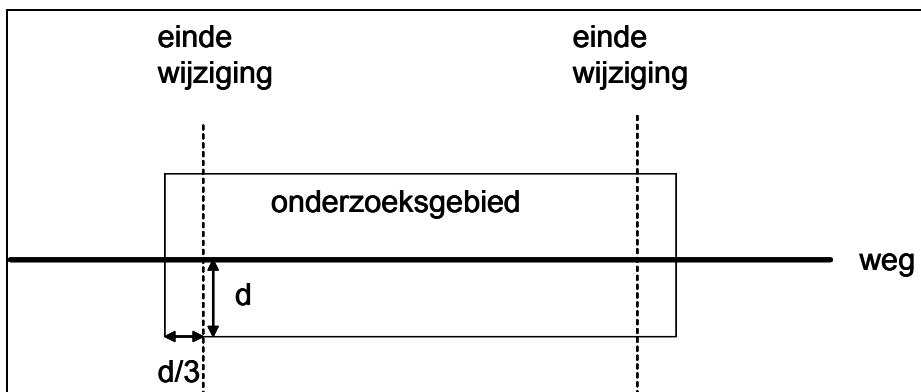 einde
wijziging
einde
wijziging
onderzoeksgebied
weg
d
d/3